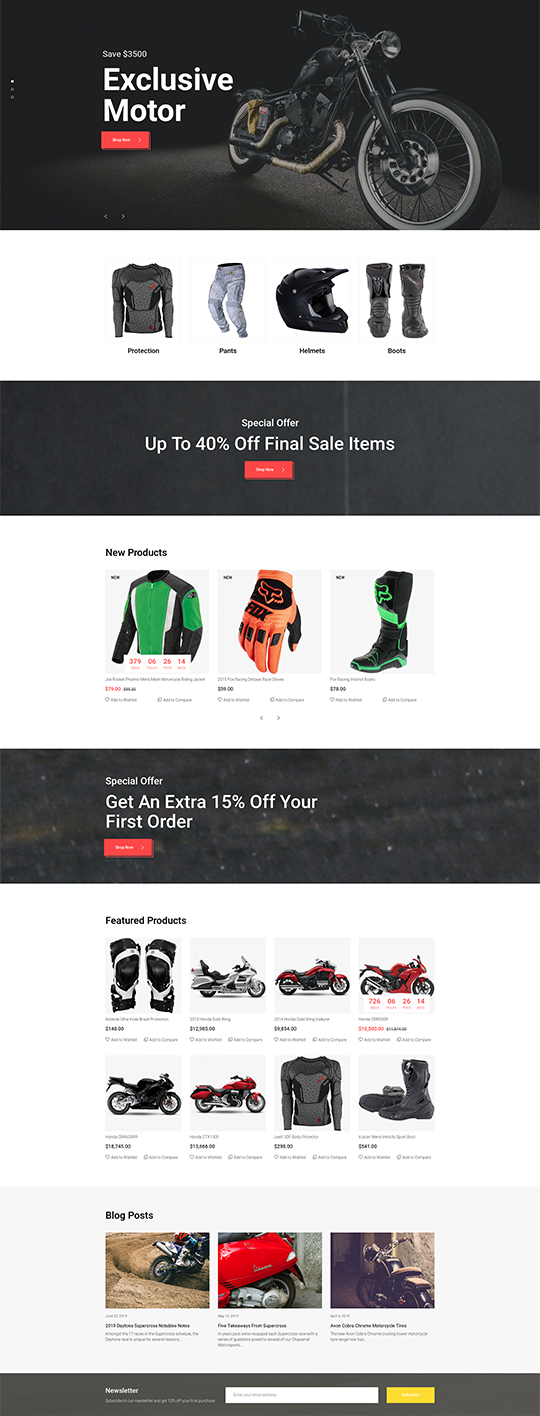 Save $3500
Exclusive
Motor
Shop Now
Protection
Pants
Helmets
Boots
Special Offer
Up To 40% Off Final Sale Items
Shop Now
New Products
NEW
NEW
NEW
379 06 26 14
DAYS HOURS MINS SECS
FOX
FOX
Joe Rocket Phoenix Mens Mesh Motorcycle Riding Jacket
$79.00 $99.00
Add to Wishlist
Add to Compare
Fox Racing Dirtpaw Race Gloves
$59.00
Add to Wishlist
Add to Compare
Fox Racing Instinct Boots
$78.00
Add to Wishlist
Add to Compare
Special Offer
Get An Extra 15% Off Your
First Order
Shop Now
Featured Products
726 06 26 14
DAYS HOURS MINS SECS
Asterisk Ultra Knee Brace Protection
$148.00
Add to Wishlist
Add to Compare
2015 Honda Gold Wing
$12,985.00
Add to Wishlist
Add to Compare
2014 Honda Gold Wing Valkyrie
$9,854.00
Add to Wishlist
Add to Compare
Honda CBR300R
$10,500.00
Add to Wishlist
Add to Compare
Honda CBR600RR
$18,745.00
Add to Wishlist
Add to Compare
Honda CTX1300
$13,666.00
Add to Wishlist
Add to Compare
Leatt 3DF Body Protector
$298.00
Add to Wishlist
Add to Compare
Vulcan Mens Velocity Sport Boot
$541.00
Add to Wishlist
Add to Compare
Blog Posts
Vespa
June 22, 2019
2019 Daytona Supercross Notables Notes
Amongst the 17 races in the Supercross schedule, the
Daytona race is unique for several reasons...
May 10, 2019
Five Takeaways From Supercross
In years past we've recapped each Supercross race with a
series of questions posed to several of our Chapparal
Motorsports...
April 9, 2019
Avon Cobra Chrome Motorcycle Tires
The new Avon Cobra Chrome cruising tourer motorcycle
tyre range now has...
Newsletter
Subscribe to our newsletter and get 10% off your first purchase
Enter your email address
Subscribe